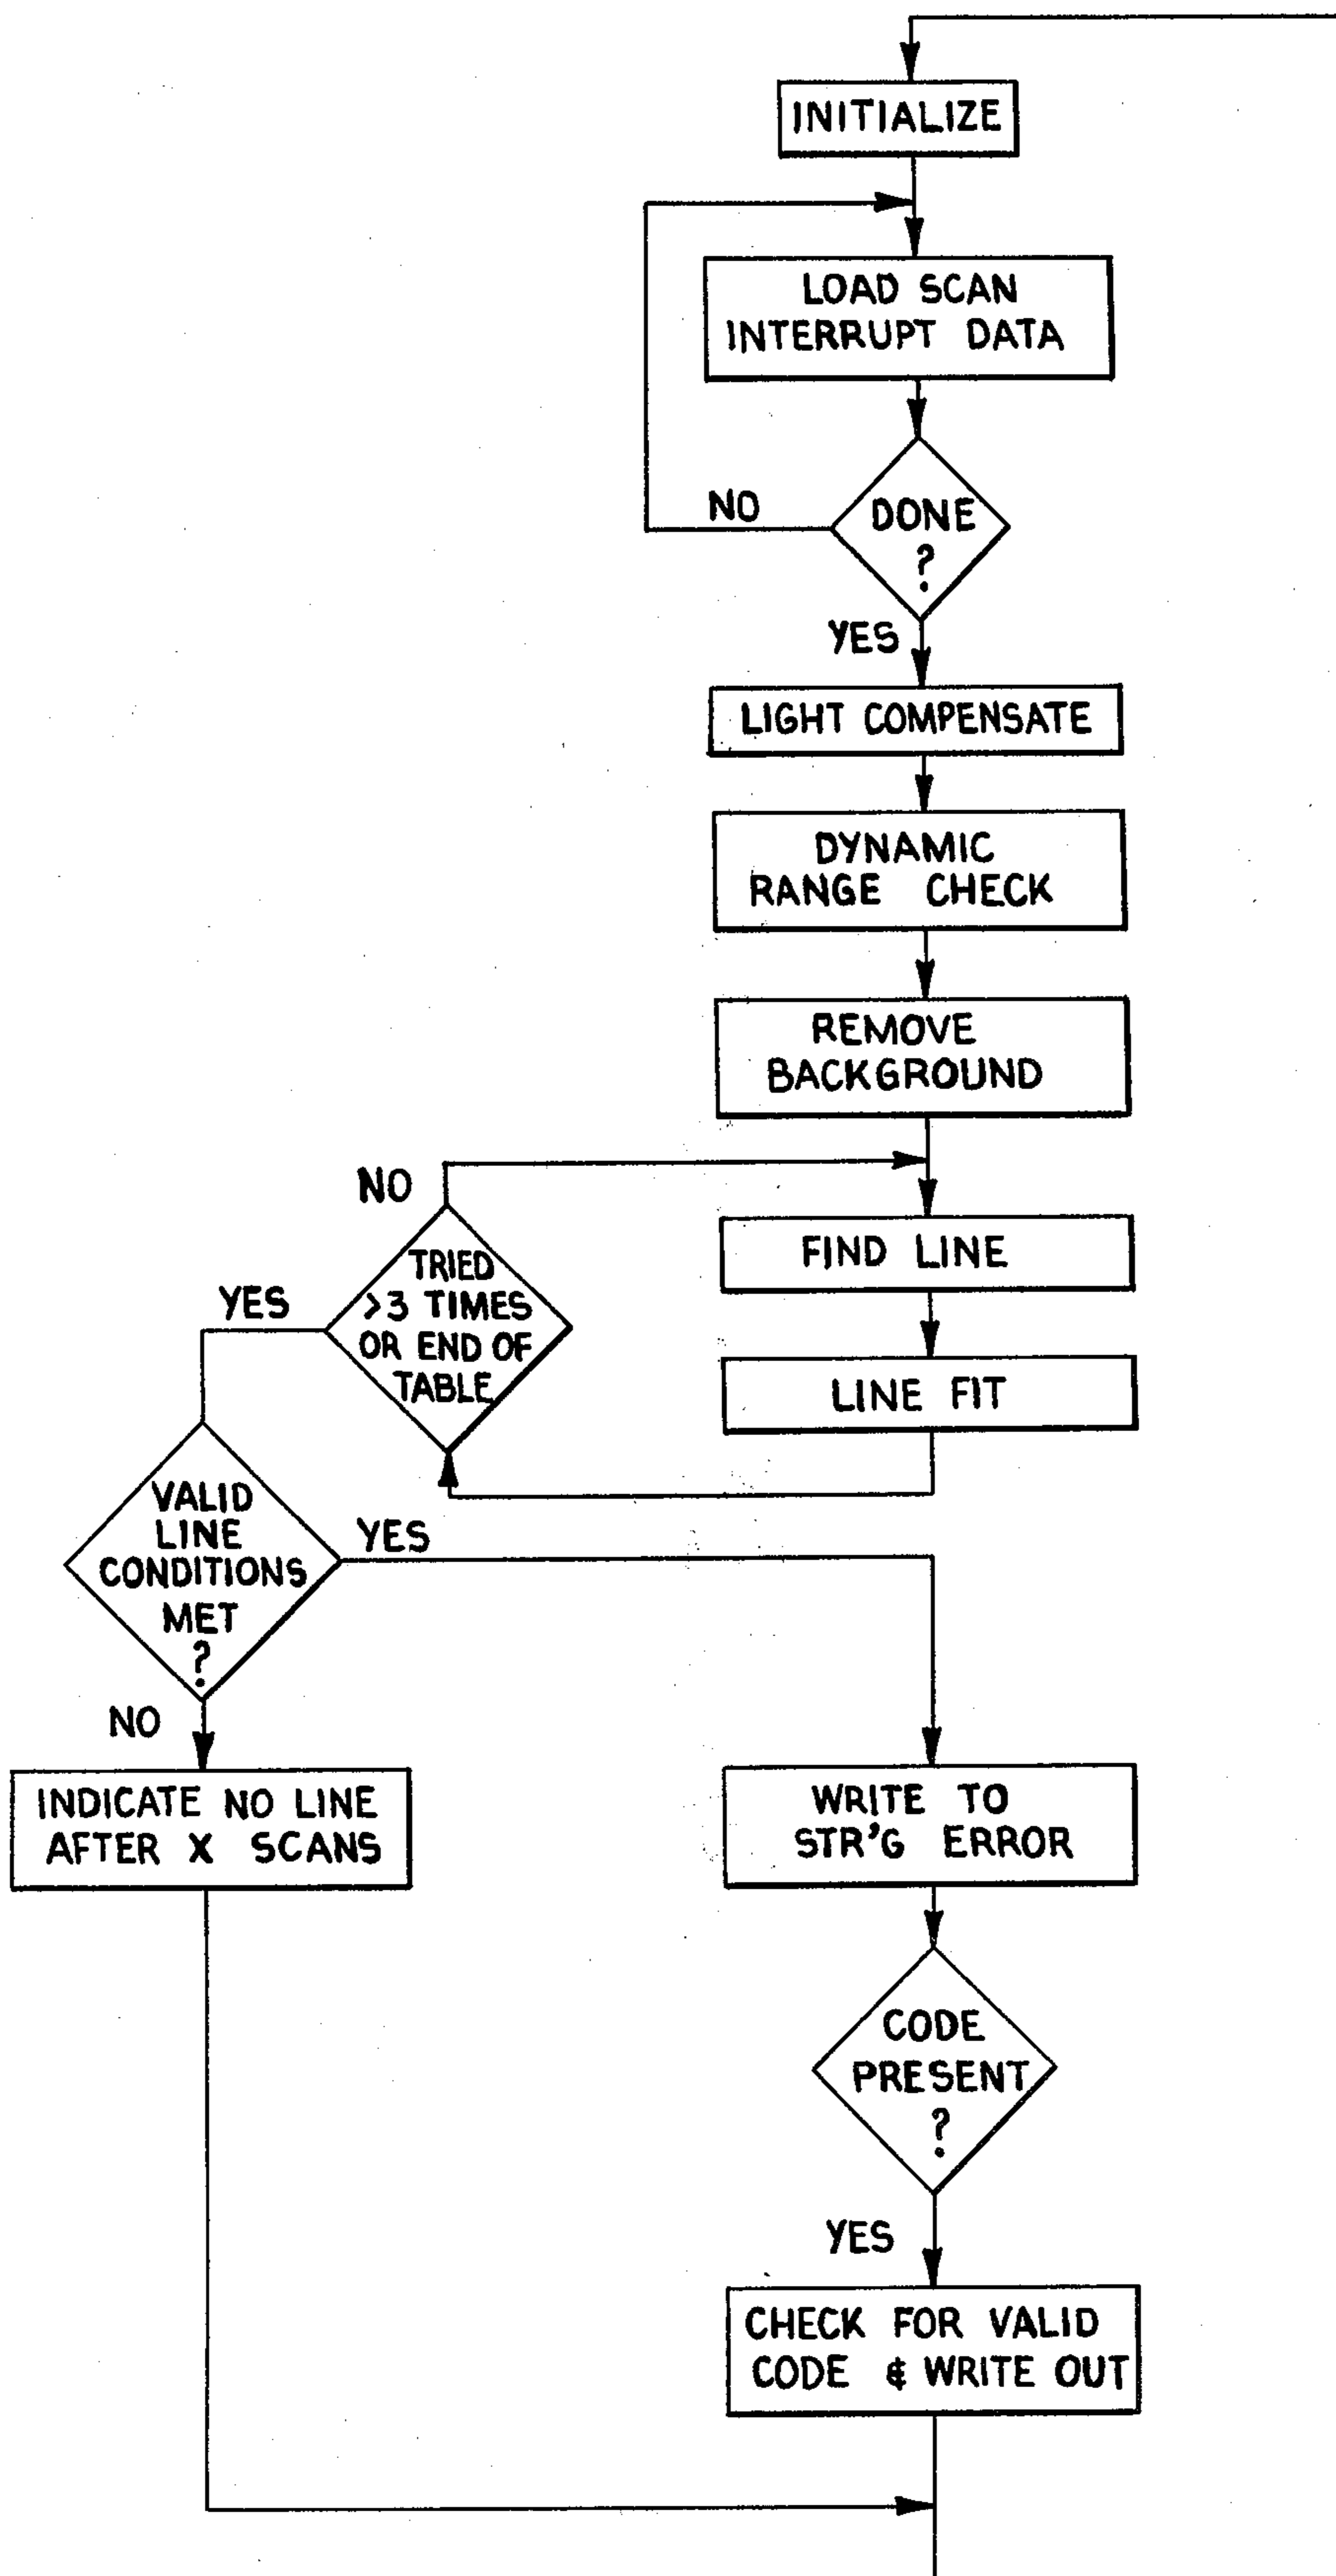 INITIALIZE
LOAD SCAN
INTERRUPT DATA
NO
DONE
?
YES
LIGHT COMPENSATE
DYNAMIC
RANGE CHECK
REMOVE
BACKGROUND
NO
FIND LINE
TRIED
>3 TIMES
OR END OF
TABLE
YES
LINE FIT
VALID
LINE
CONDITIONS
MET
?
YES
NO
INDICATE NO LINE
AFTER X SCANS
WRITE TO
STR'G ERROR
CODE
PRESENT
?
YES
CHECK FOR VALID
CODE & WRITE OUT